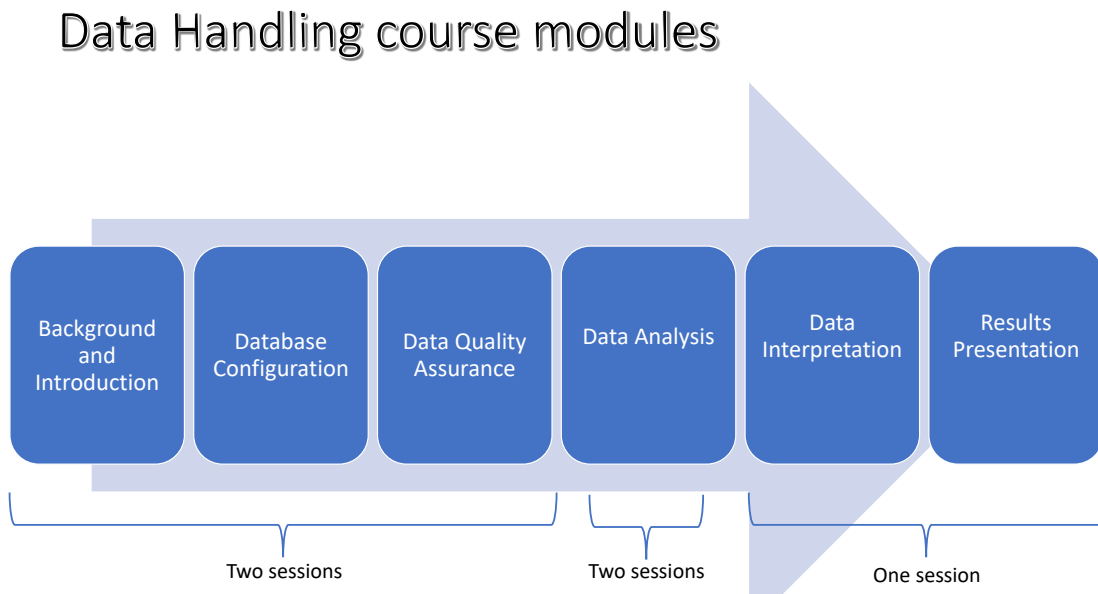 Data Handling course modules
Background
and
Introduction
Database
Configuration
Data Quality
Assurance
Data Analysis
Data
Interpretation
Results
Presentation
Two sessions
Two sessions
One session